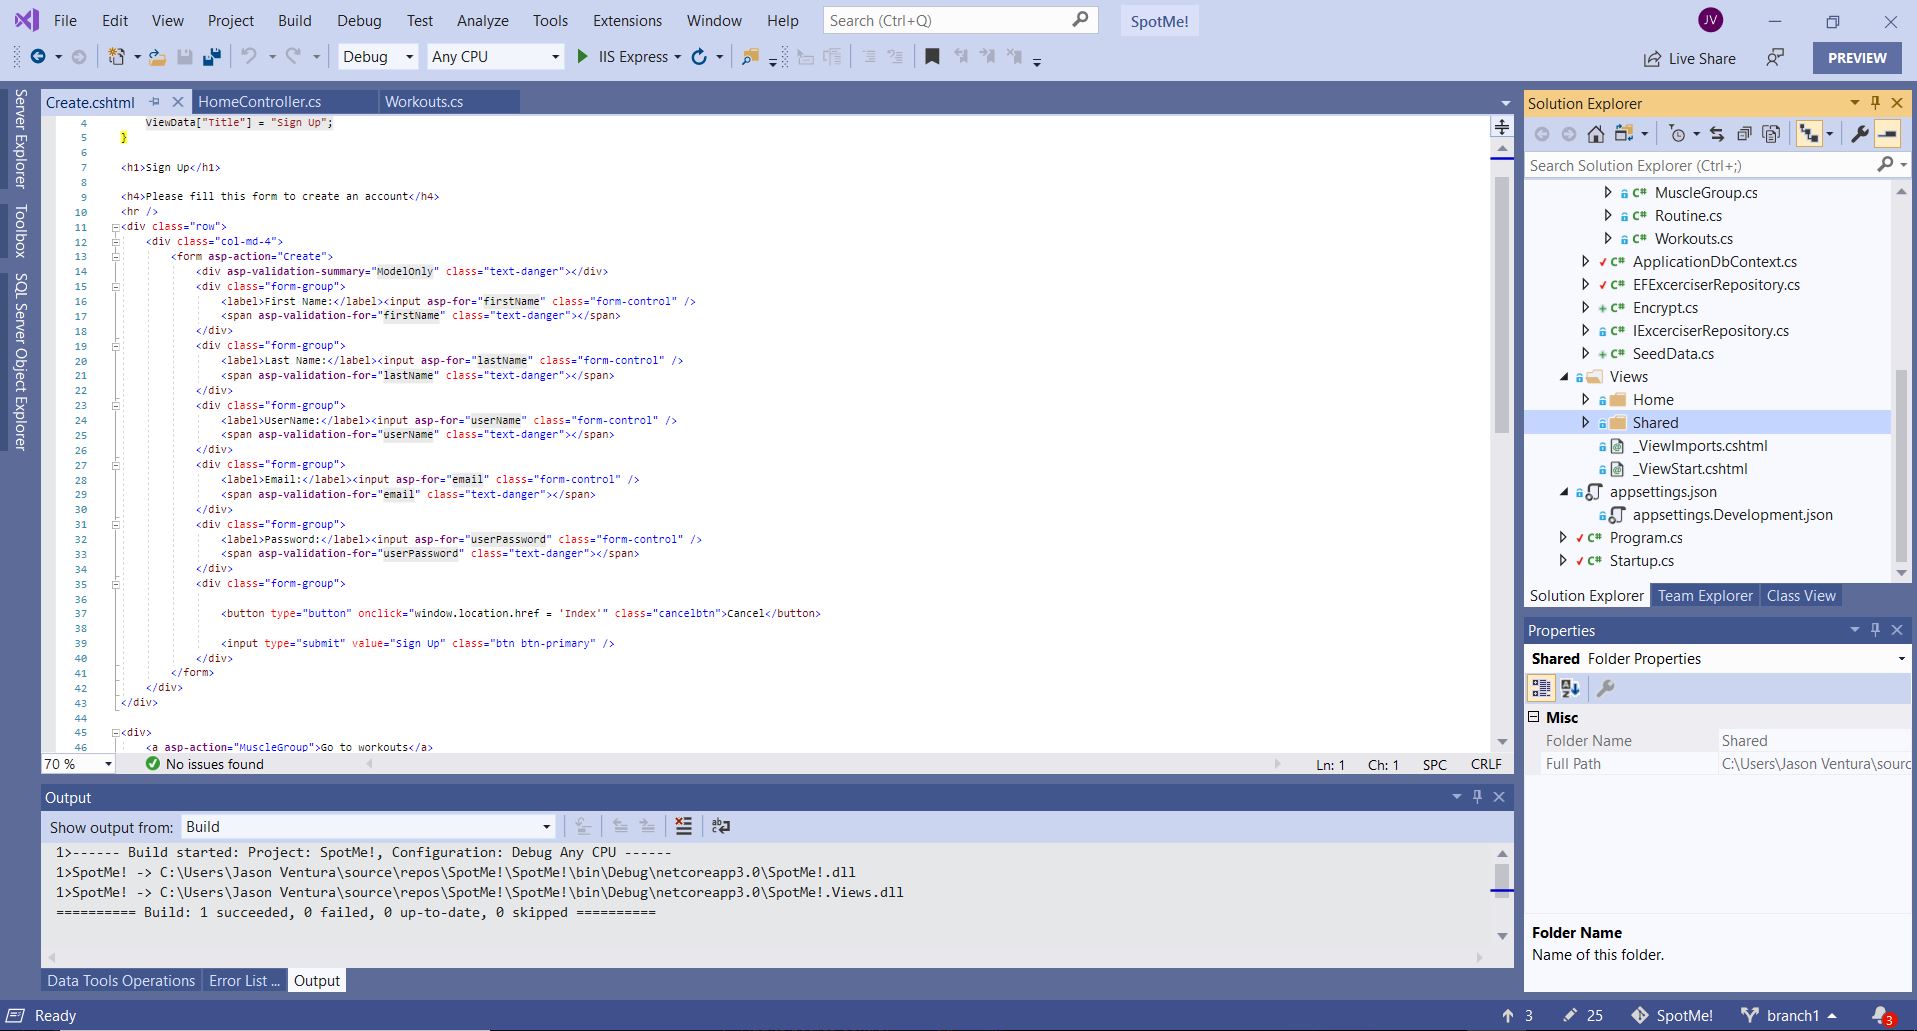 File Edit View Project Build Debug Test Analyze Tools Extensions Window Help Search (Ctrl+Q) SpotMe! JV
Debug Any CPU IIS Express Live Share PREVIEW
Server Explorer
Toolbox
SQL Server Object Explorer
Create.cshtml HomeController.cs Workouts.cs
4 ViewData["Title"] = "Sign Up";
5 }
6
7 <h1>Sign Up</h1>
8
9 <h4>Please fill this form to create an account</h4>
10 <hr />
11 <div class="row">
12 <div class="col-md-4">
13 <form asp-action="Create">
14 <div asp-validation-summary="ModelOnly" class="text-danger"></div>
15 <div class="form-group">
16 <label>First Name:</label><input asp-for="firstName" class="form-control" />
17 <span asp-validation-for="firstName" class="text-danger"></span>
18 </div>
19 <div class="form-group">
20 <label>Last Name:</label><input asp-for="lastName" class="form-control" />
21 <span asp-validation-for="lastName" class="text-danger"></span>
22 </div>
23 <div class="form-group">
24 <label>UserName:</label><input asp-for="userName" class="form-control" />
25 <span asp-validation-for="userName" class="text-danger"></span>
26 </div>
27 <div class="form-group">
28 <label>Email:</label><input asp-for="email" class="form-control" />
29 <span asp-validation-for="email" class="text-danger"></span>
30 </div>
31 <div class="form-group">
32 <label>Password:</label><input asp-for="userPassword" class="form-control" />
33 <span asp-validation-for="userPassword" class="text-danger"></span>
34 </div>
35 <div class="form-group">
36
37 <button type="button" onclick="window.location.href = 'Index'" class="cancelbtn">Cancel</button>
38
39 <input type="submit" value="Sign Up" class="btn btn-primary" />
40 </div>
41 </form>
42 </div>
43 </div>
44
45 <div>
46 <a asp-action="MuscleGroup">Go to workouts</a>
70 % No issues found Ln: 1 Ch: 1 SPC CRLF
Output
Show output from: Build
1>------ Build started: Project: SpotMe!, Configuration: Debug Any CPU ------
1>SpotMe! -> C:\Users\Jason Ventura\source\repos\SpotMe!\SpotMe!\bin\Debug\netcoreapp3.0\SpotMe!.dll
1>SpotMe! -> C:\Users\Jason Ventura\source\repos\SpotMe!\SpotMe!\bin\Debug\netcoreapp3.0\SpotMe!.Views.dll
========== Build: 1 succeeded, 0 failed, 0 up-to-date, 0 skipped ==========
Data Tools Operations Error List ... Output
Solution Explorer
Search Solution Explorer (Ctrl+;)
C# MuscleGroup.cs
C# Routine.cs
C# Workouts.cs
C# ApplicationDbContext.cs
C# EFExcerciserRepository.cs
C# Encrypt.cs
C# IExcerciserRepository.cs
C# SeedData.cs
Views
Home
Shared
_ViewImports.cshtml
_ViewStart.cshtml
appsettings.json
appsettings.Development.json
C# Program.cs
C# Startup.cs
Solution Explorer Team Explorer Class View
Properties
Shared Folder Properties
Misc
Folder Name Shared
Full Path C:\Users\Jason Ventura\sourc
Folder Name
Name of this folder.
Ready 3 25 SpotMe! branch1 3